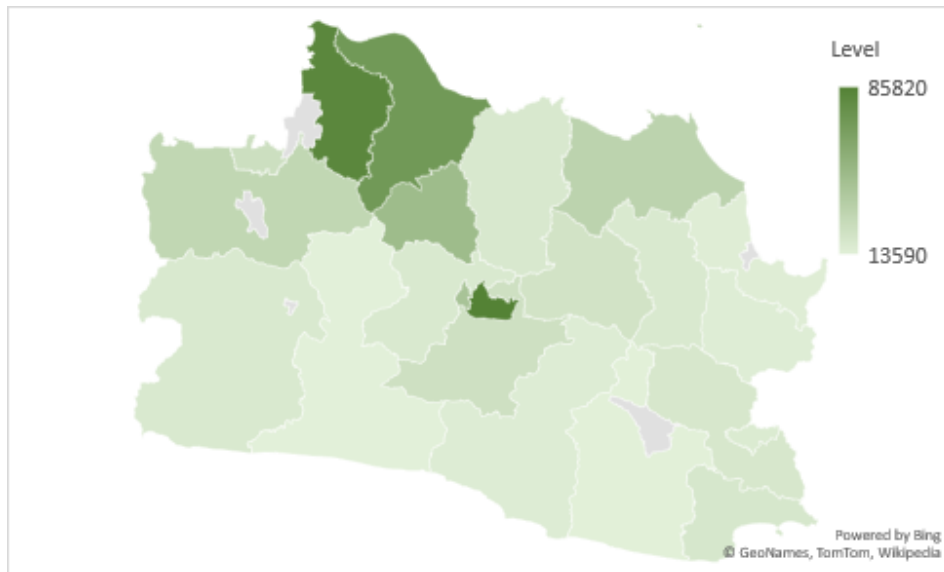 Level
85820
13590
Powered by Bing
© GeoNames, TomTom, Wikipedia